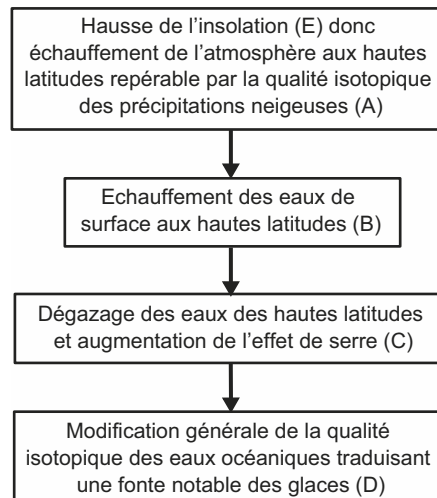 Hausse de l’insolation (E) donc
échauffement de l’atmosphère aux hautes
latitudes repérable par la qualité isotopique
des précipitations neigeuses (A)
Echauffement des eaux de
surface aux hautes latitudes (B)
Dégazage des eaux des hautes latitudes
et augmentation de l’effet de serre (C)
Modification générale de la qualité
isotopique des eaux océaniques traduisant
une fonte notable des glaces (D)